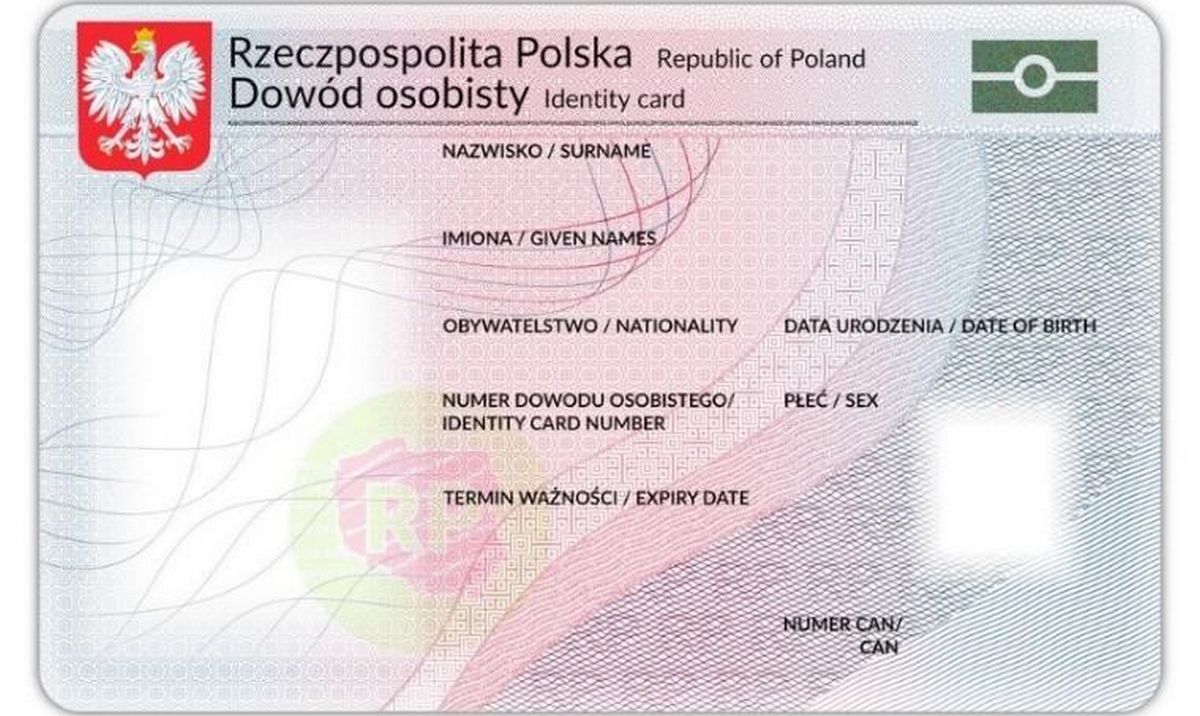 Rzeczpospolita Polska Republic of Poland
Dowód osobisty Identity card
NAZWISKO / SURNAME
IMIONA / GIVEN NAMES
OBYWATELSTWO / NATIONALITY DATA URODZENIA / DATE OF BIRTH
NUMER DOWODU OSOBISTEGO/ PŁEĆ / SEX
IDENTITY CARD NUMBER
TERMIN WAŻNOŚCI / EXPIRY DATE
RP
NUMER CAN/
CAN